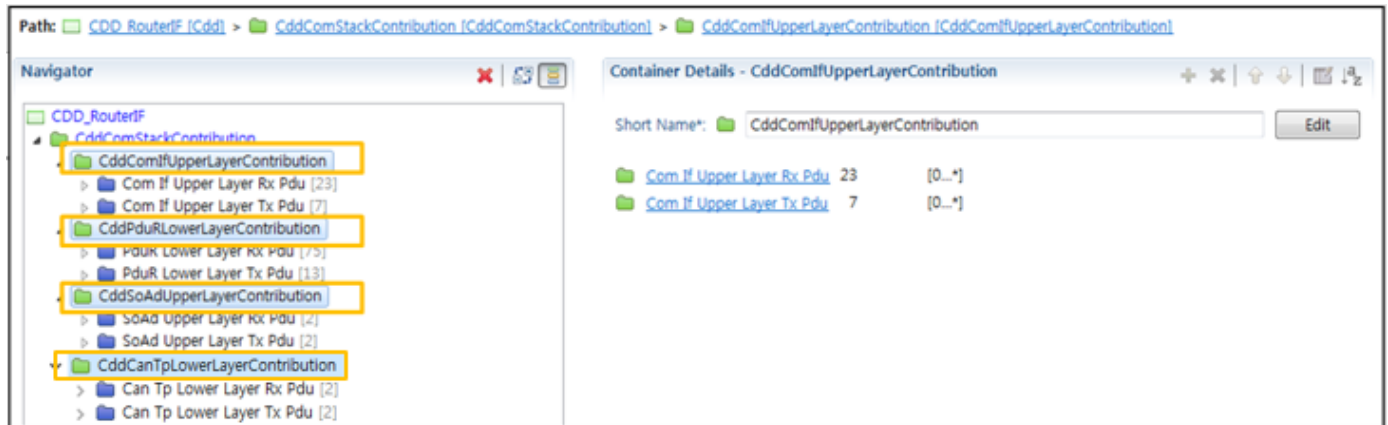 Path: CDD_RouterIF [Cdd] > CddComStackContribution [CddComStackContribution] > CddComIfUpperLayerContribution [CddComIfUpperLayerContribution]
Navigator
CDD_RouterIF
CddComStackContribution
CddComIfUpperLayerContribution
Com If Upper Layer Rx Pdu [23]
Com If Upper Layer Tx Pdu [7]
CddPduRLowerLayerContribution
PduR Lower Layer Rx Pdu [75]
PduR Lower Layer Tx Pdu [13]
CddSoAdUpperLayerContribution
SoAd Upper Layer Rx Pdu [2]
SoAd Upper Layer Tx Pdu [2]
CddCanTpLowerLayerContribution
Can Tp Lower Layer Rx Pdu [2]
Can Tp Lower Layer Tx Pdu [2]
Container Details - CddComIfUpperLayerContribution
Short Name*: CddComIfUpperLayerContribution Edit
Com If Upper Layer Rx Pdu 23 [0...*]
Com If Upper Layer Tx Pdu 7 [0...*]